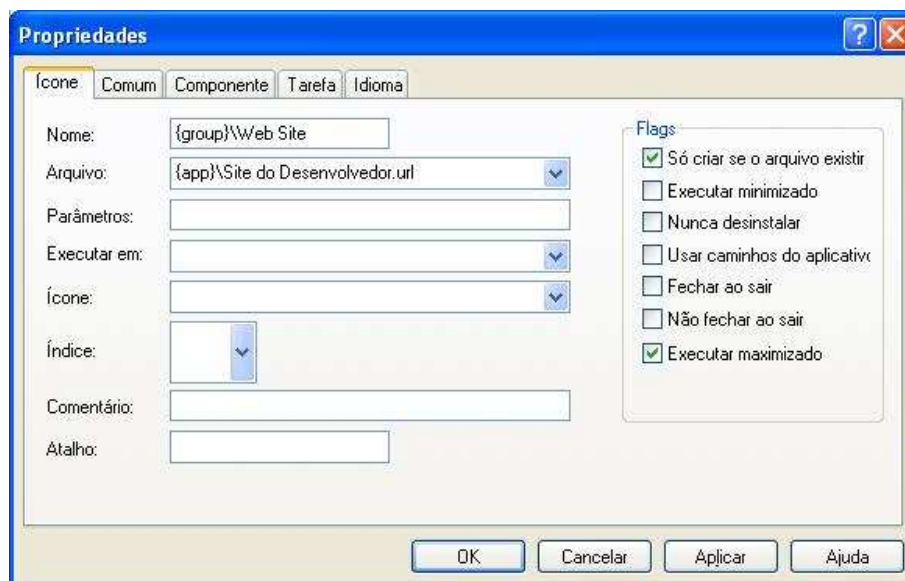 Propriedades
Ícone Comum Componente Tarefa Idioma
Nome: {group}\Web Site
Arquivo: {app}\Site do Desenvolvedor.url
Parâmetros:
Executar em:
Ícone:
Índice:
Comentário:
Atalho:
Flags
Só criar se o arquivo existir
Executar minimizado
Nunca desinstalar
Usar caminhos do aplicativo
Fechar ao sair
Não fechar ao sair
Executar maximizado
OK Cancelar Aplicar Ajuda